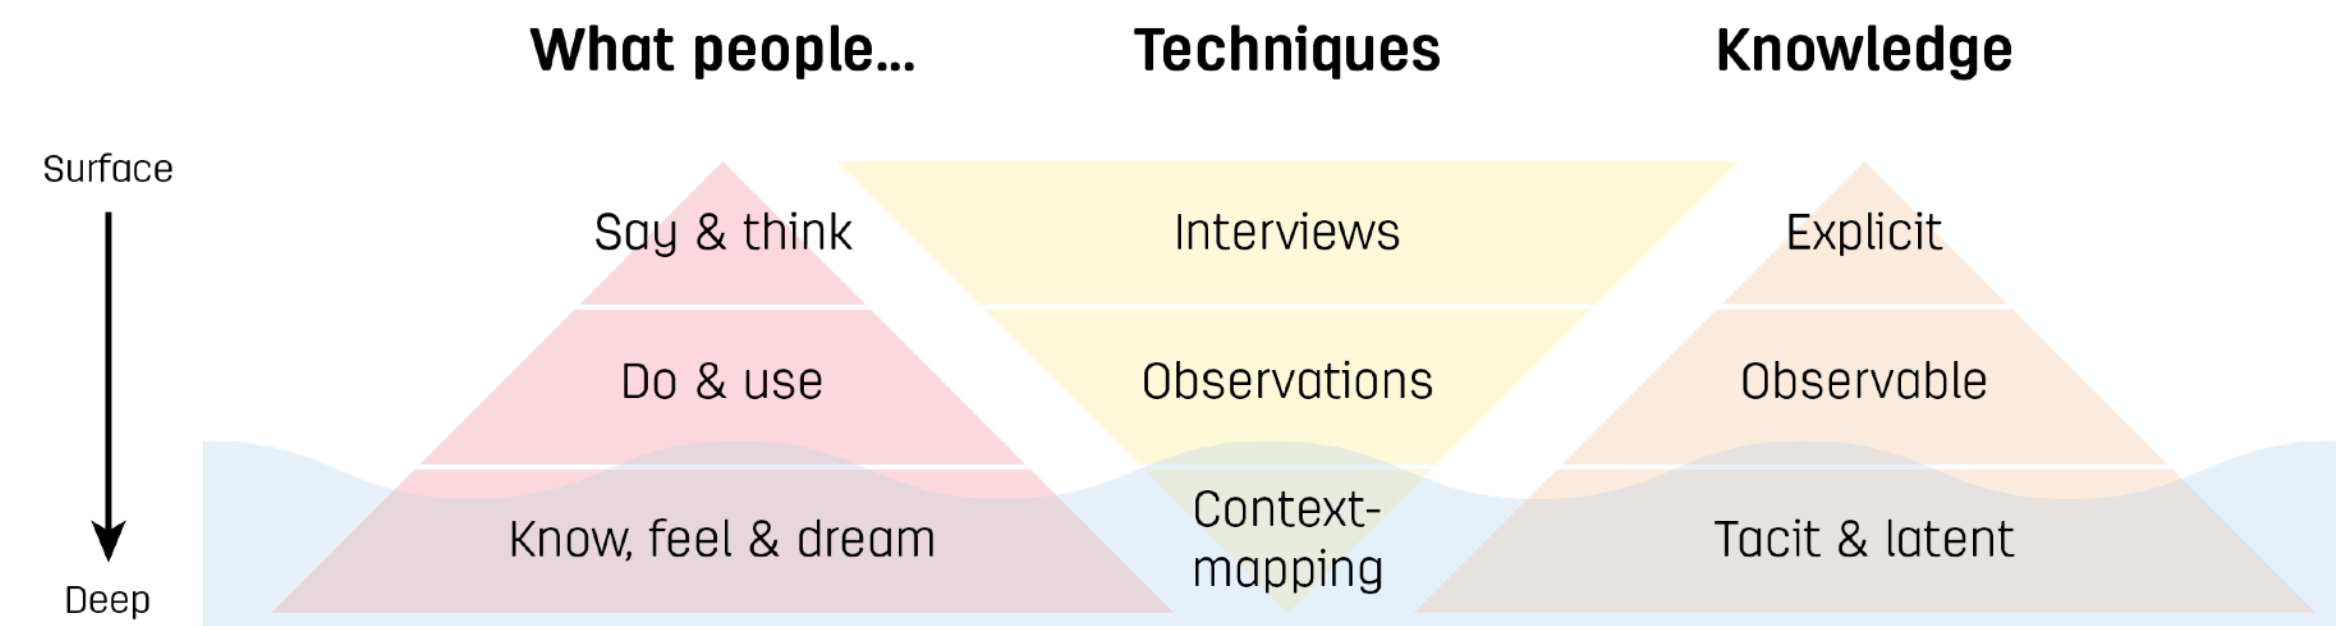 What people...
Techniques
Knowledge
Surface
Say & think
Interviews
Explicit
Do & use
Observations
Observable
Know, feel & dream
Context-
mapping
Tacit & latent
Deep